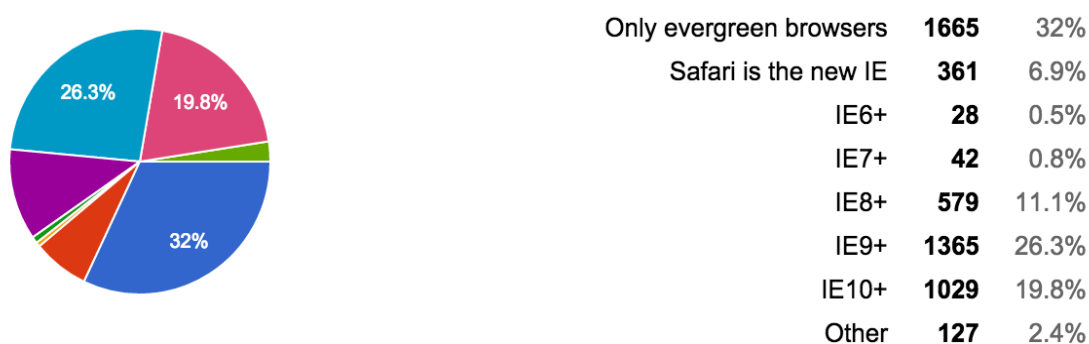 26.3%
19.8%
32%
Only evergreen browsers 1665 32%
Safari is the new IE 361 6.9%
IE6+ 28 0.5%
IE7+ 42 0.8%
IE8+ 579 11.1%
IE9+ 1365 26.3%
IE10+ 1029 19.8%
Other 127 2.4%